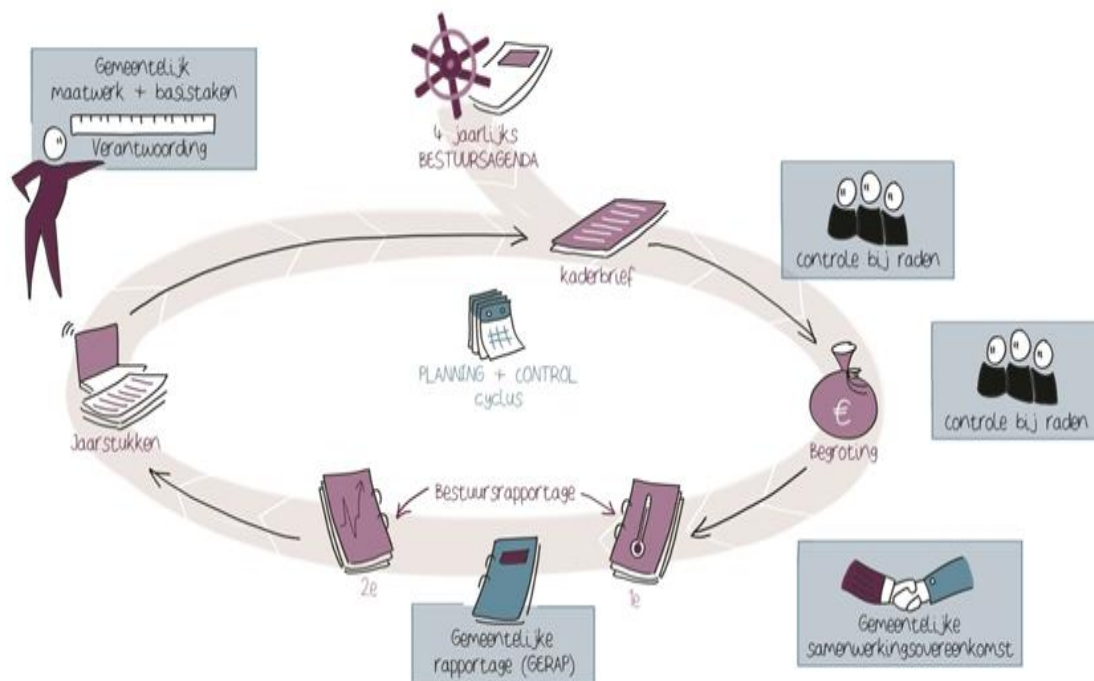 Gemeentelijk
maatwerk + basistaken
Verantwoording
4 jaarlijks
BESTUURSAGENDA
kaderbrief
controle bij raden
controle bij raden
PLANNING + CONTROL
cyclus
€
Begroting
Jaarstukken
Bestuursrapportage
2e
1e
Gemeentelijke
rapportage (GERAP)
Gemeentelijke
samenwerkingsovereenkomst